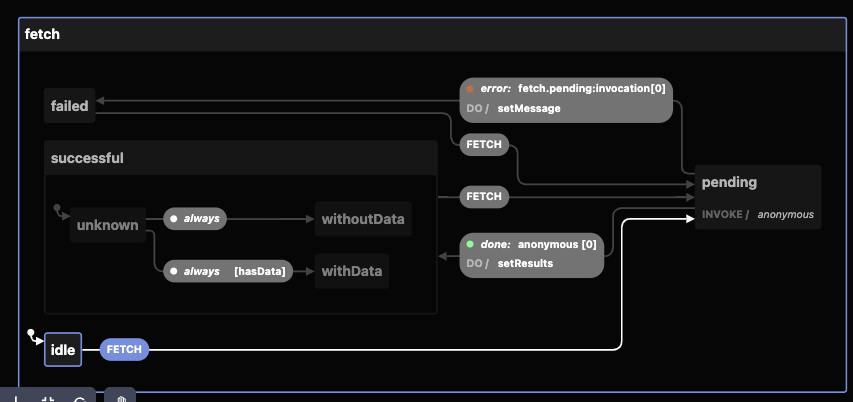 fetch
failed
error: fetch.pending:invocation[0]
DO / setMessage
FETCH
successful
FETCH
pending
INVOKE / anonymous
unknown
always
withoutData
always [hasData]
withData
done: anonymous [0]
DO / setResults
idle
FETCH